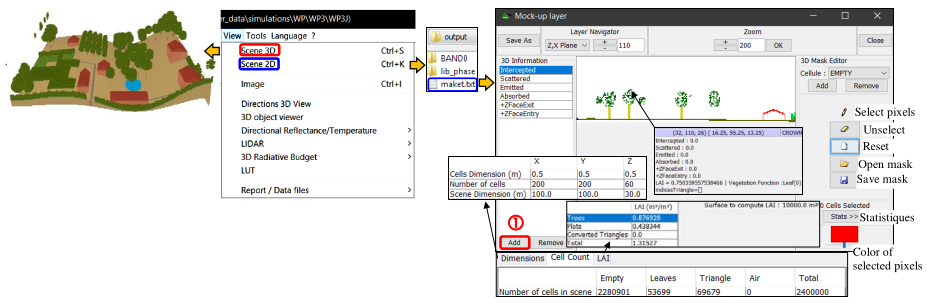 er_data\simulations\WP\WP3\WP3J)
View Tools Language ?
Scene 3D Ctrl+S
Scene 2D Ctrl+K
Image Ctrl+I
Directions 3D View
3D object viewer
Directional Reflectance/Temperature >
LIDAR >
3D Radiative Budget >
LUT
Report / Data files >
output
BAND0
lib_phase
maket.txt
Mock-up layer
Save As
Layer Navigator
Z,X Plane
+
-
110
Zoom
+
-
200
OK
Close
3D Information
Intercepted
Scattered
Emitted
Absorbed
+ZFaceExit
+ZFaceEntry
3D Mask Editor
Cellule : EMPTY
Add Remove
Select pixels
Unselect
Reset
Open mask
Save mask
(32, 110, 26) [ 16.25, 55.25, 13.25] CROWN
Intercepted : 0.0
Scattered : 0.0
Emitted : 0.0
Absorbed : 0.0
+ZFaceExit : 0.0
+ZFaceEntry : 0.0
LAI = 0.750359557538466 | Vegetation Fonction :Leaf[0]
indicesTriangle=[]
X Y Z
Cells Dimension (m) 0.5 0.5 0.5
Number of cells 200 200 60
Scene Dimension (m) 100.0 100.0 30.0
LAI (m²/m²)
Trees 0.876929
Plots 0.438344
Converted Triangles 0.0
Total 1.31527
Surface to compute LAI : 10000.0 m²
0 Cells Selected
Stats >>
Statistiques
Color of
selected pixels
①
Add Remove
Dimensions Cell Count LAI
Empty Leaves Triangle Air Total
Number of cells in scene 2280901 53699 69679 0 2400000